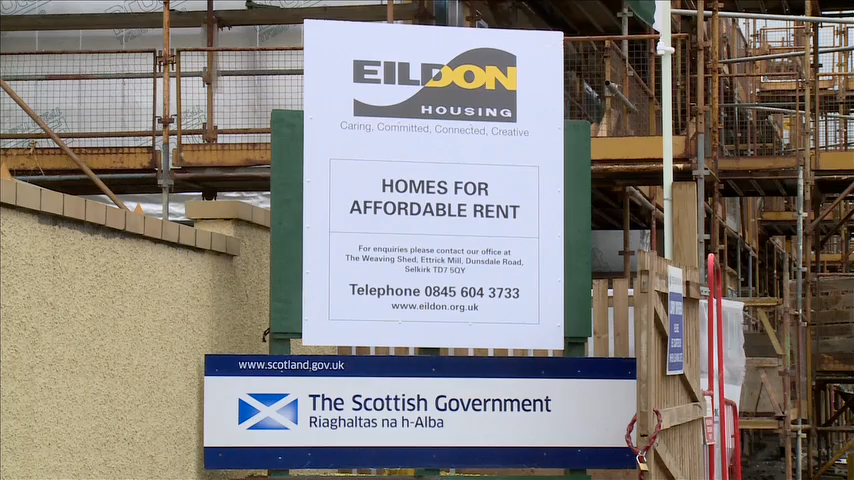 EILDON
HOUSING
Caring, Committed, Connected, Creative
HOMES FOR
AFFORDABLE RENT
For enquiries please contact our office at
The Weaving Shed, Ettrick Mill, Dunsdale Road,
Selkirk TD7 5QY
Telephone 0845 604 3733
www.eildon.org.uk
www.scotland.gov.uk
The Scottish Government
Riaghaltas na h-Alba